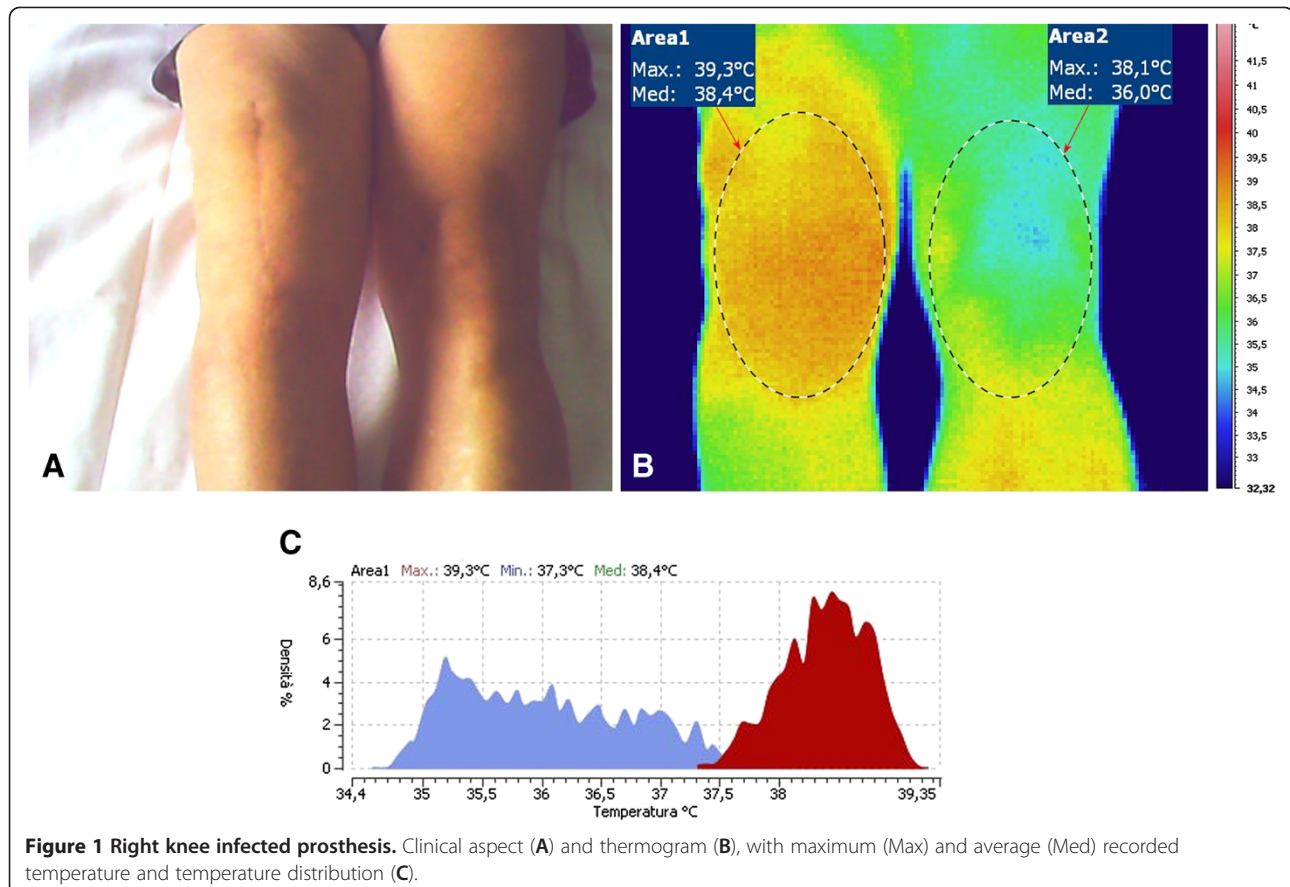 A
Area1
Max.: 39,3°C
Med: 38,4°C
Area2
Max.: 38,1°C
Med: 36,0°C
B
°C
41,5
41
40,5
40
39,5
39
38,5
38
37,5
37
36,5
36
35,5
35
34,5
34
33,5
33
32,32
C
Area1 Max.: 39,3°C Min.: 37,3°C Med: 38,4°C
8,6
6
4
2
0
Densità %
34,4 35 35,5 36 36,5 37 37,5 38 39,35
Temperatura °C
Figure 1 Right knee infected prosthesis. Clinical aspect (A) and thermogram (B), with maximum (Max) and average (Med) recorded
temperature and temperature distribution (C).